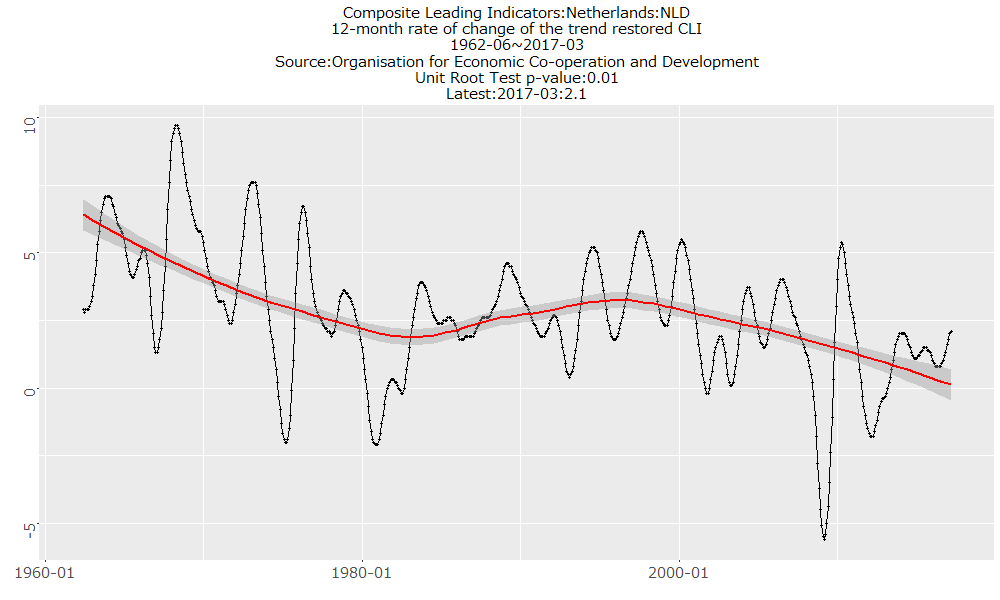 Composite Leading Indicators:Netherlands:NLD
12-month rate of change of the trend restored CLI
1962-06~2017-03
Source:Organisation for Economic Co-operation and Development
Unit Root Test p-value:0.01
Latest:2017-03:2.1
10
5
0
-5
1960-01
1980-01
2000-01